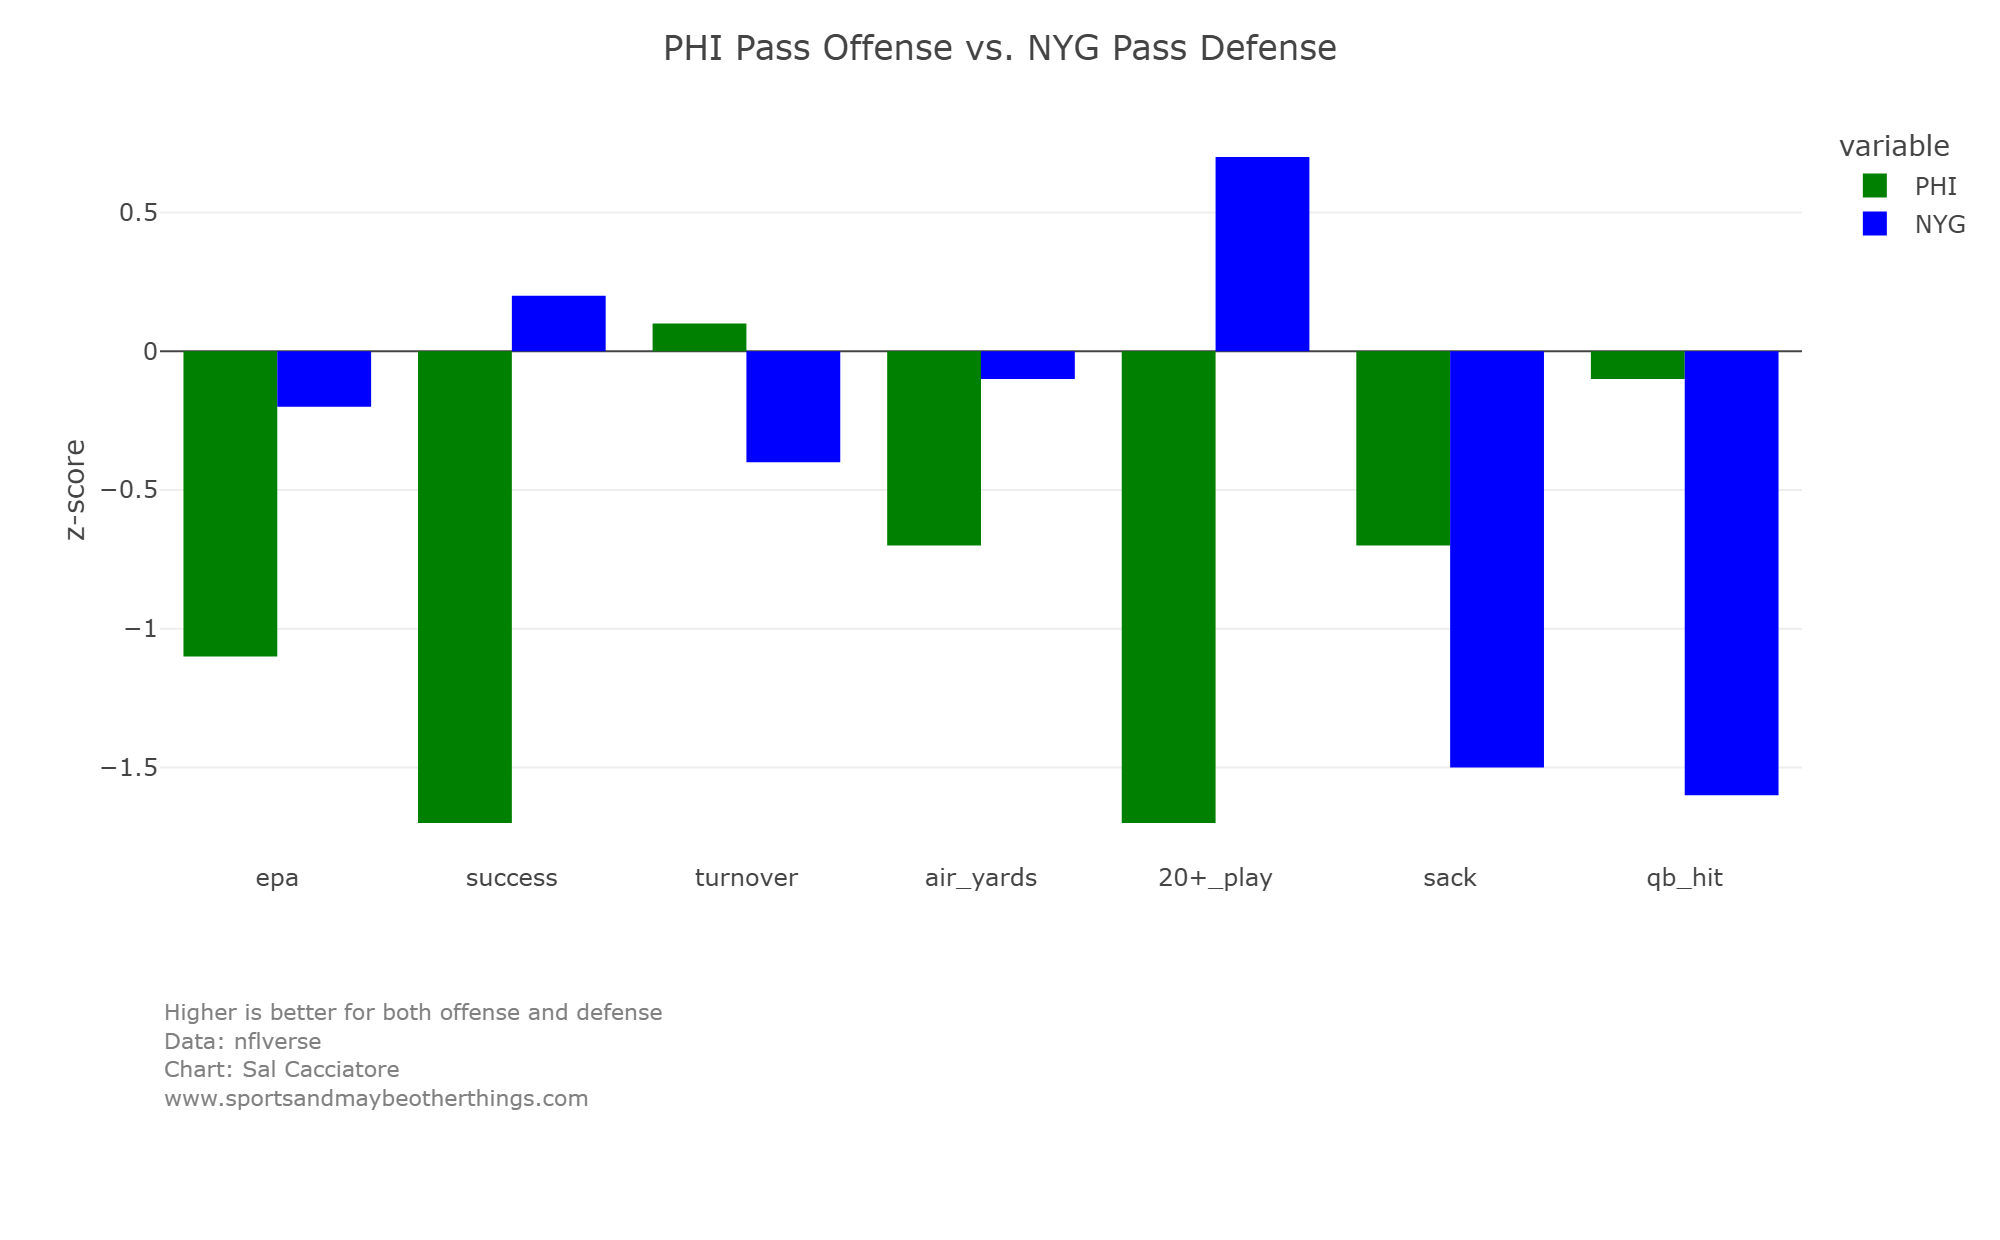 PHI Pass Offense vs. NYG Pass Defense
variable
PHI
NYG
0.5
0
−0.5
−1
−1.5
z-score
epa
success
turnover
air_yards
20+_play
sack
qb_hit
Higher is better for both offense and defense
Data: nflverse
Chart: Sal Cacciatore
www.sportsandmaybeotherthings.com